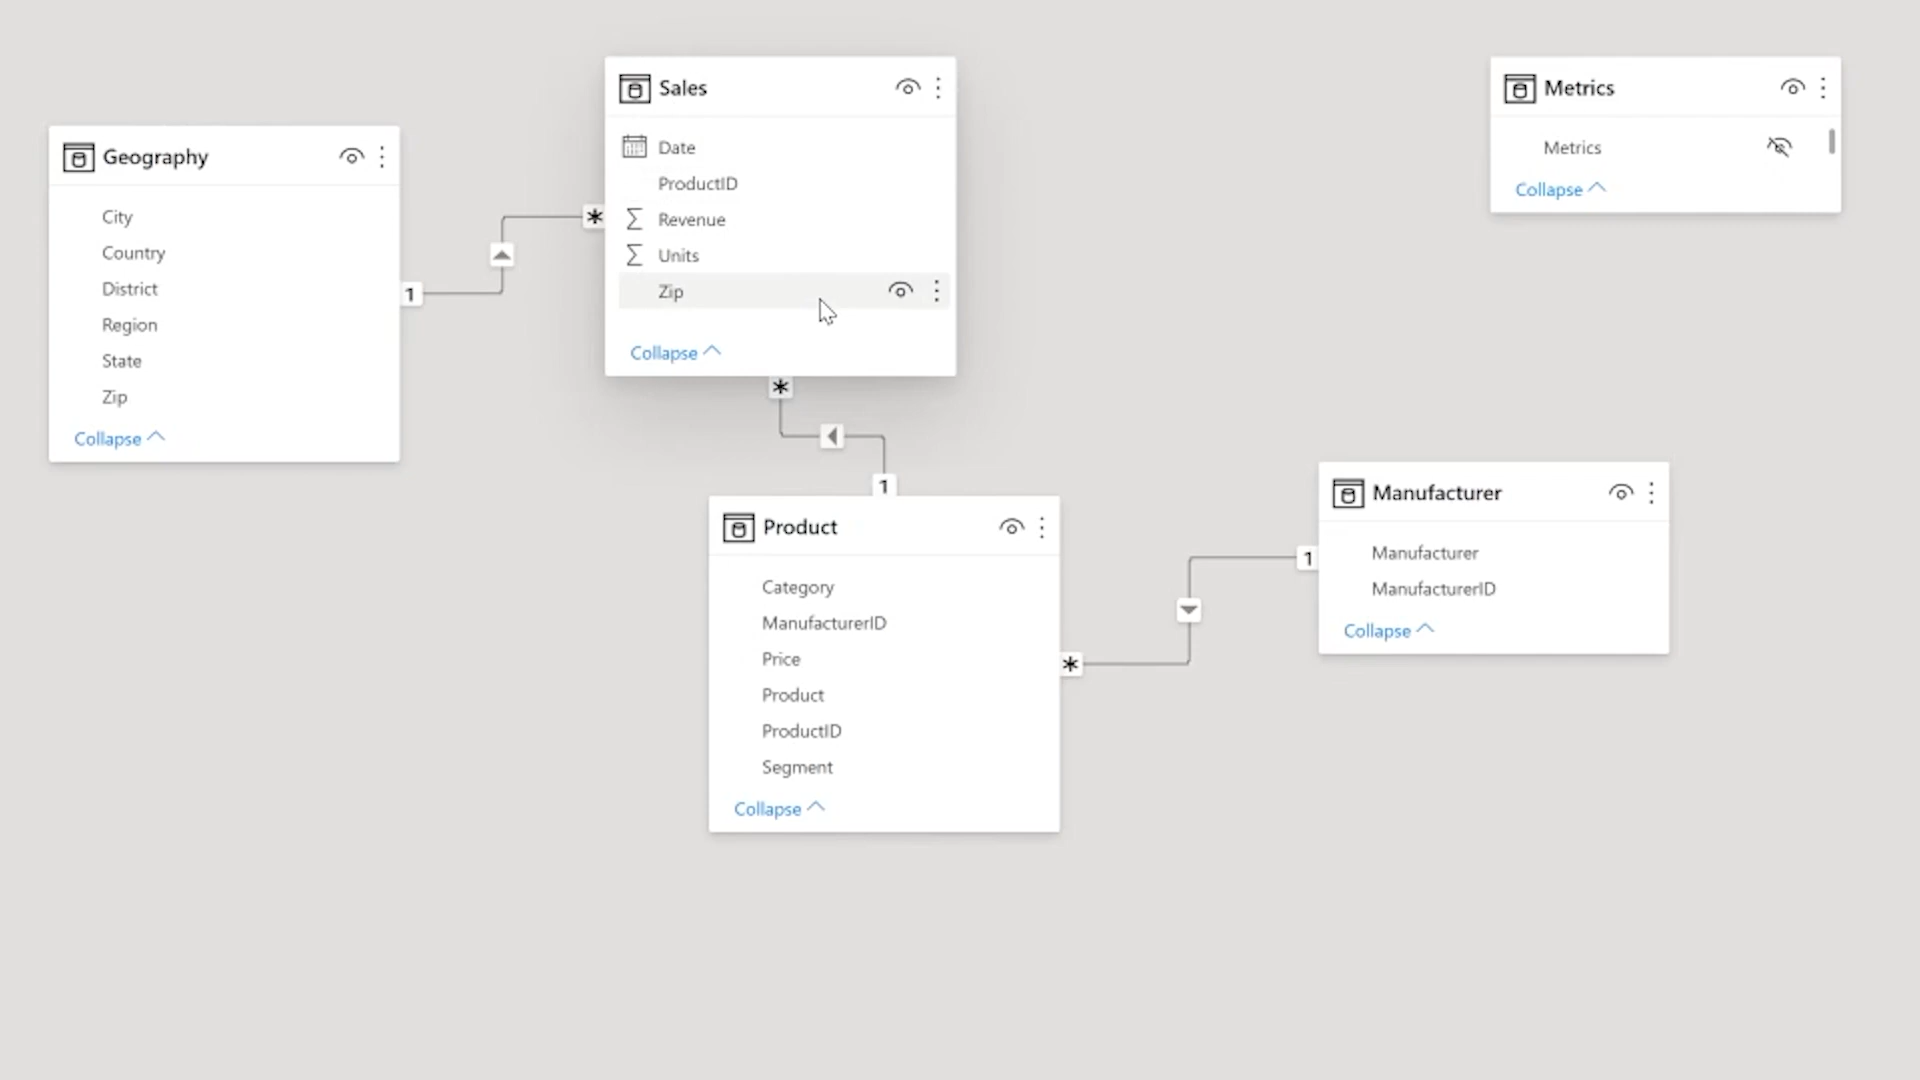 Geography
City
Country
District
Region
State
Zip
Collapse
1
*
Sales
Date
ProductID
Revenue
Units
Zip
Collapse
*
1
Product
Category
ManufacturerID
Price
Product
ProductID
Segment
Collapse
*
1
Manufacturer
Manufacturer
ManufacturerID
Collapse
Metrics
Metrics
Collapse